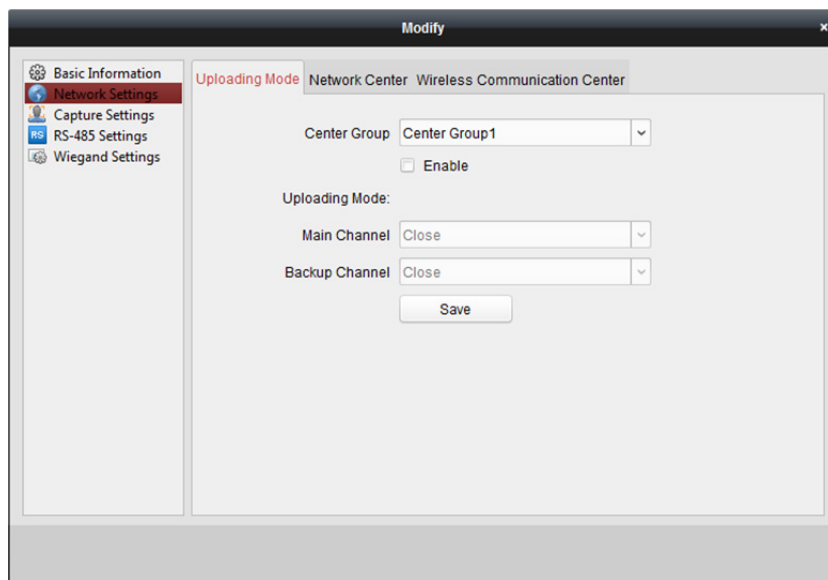 Modify
×
Basic Information
Network Settings
Capture Settings
RS RS-485 Settings
Wiegand Settings
Uploading Mode Network Center Wireless Communication Center
Center Group Center Group1
Enable
Uploading Mode:
Main Channel Close
Backup Channel Close
Save